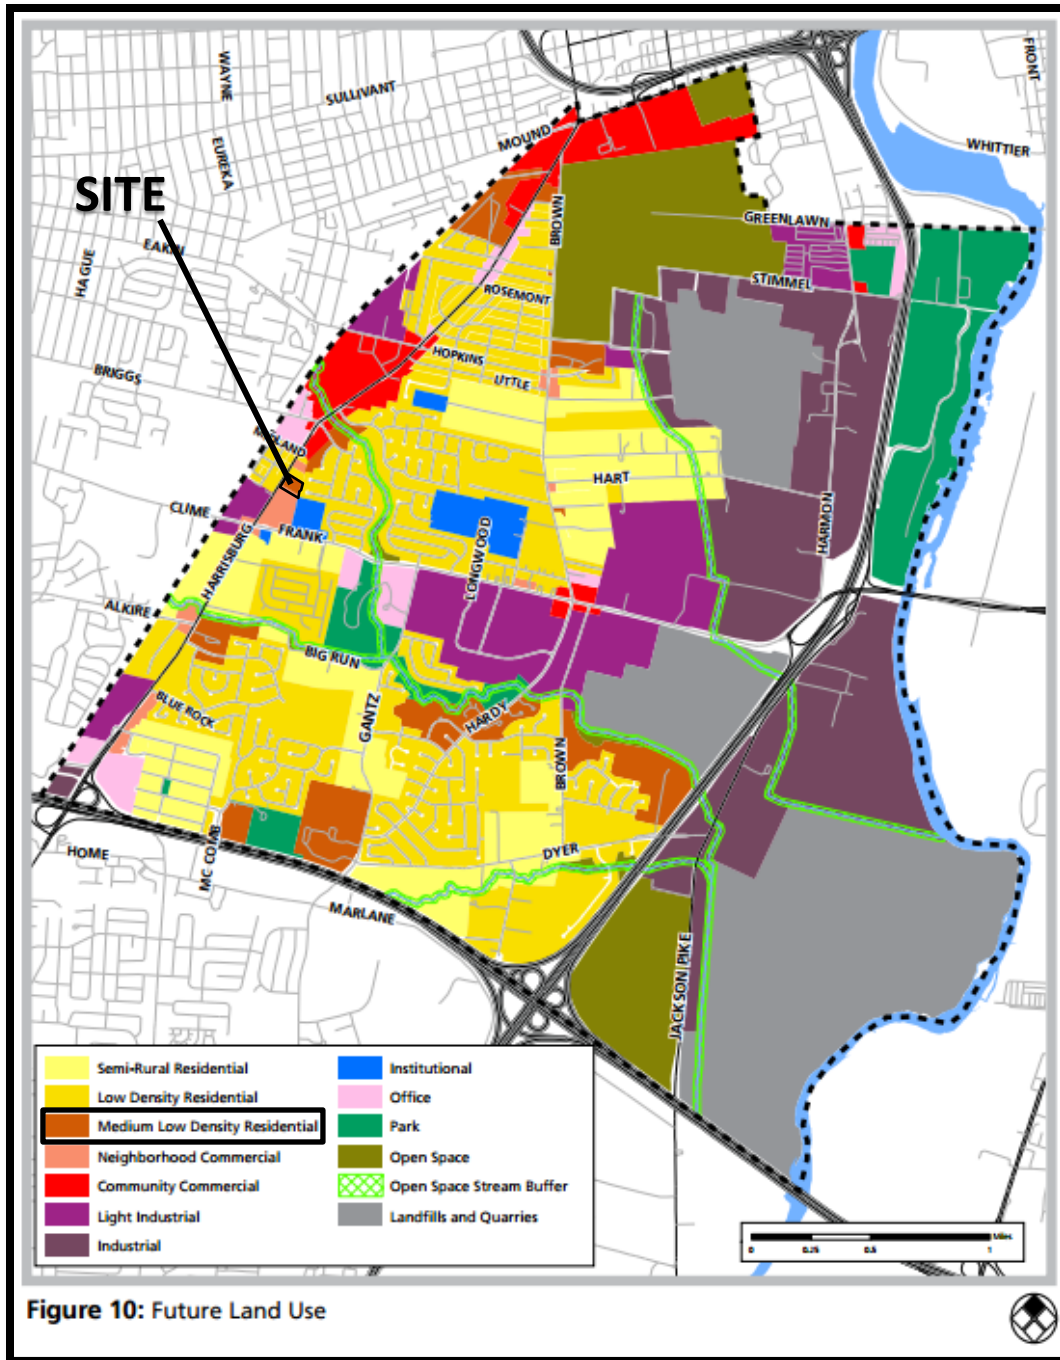 WAYNE
SULLIVANT
FRONT
EUREKA
MOUND
WHITTIER
SITE
BROWN
GREENLAWN
EAKIN
HAGUE
STIMMEL
ROSEMONT
HOPKINS
BRIGGS
LITTLE
HART
CLIME
FRANK
LONGWOOD
HARMON
HARRISBURG
ALKIRE
BIG RUN
BLUE ROCK
GANTZ
HARDY
BROWN
HOME
MC COMB
DYER
MARLANE
JACKSON PIKE
Semi-Rural Residential
Low Density Residential
Medium Low Density Residential
Neighborhood Commercial
Community Commercial
Light Industrial
Industrial
Institutional
Office
Park
Open Space
Open Space Stream Buffer
Landfills and Quarries
Miles
0 0.25 0.5 1
Figure 10: Future Land Use